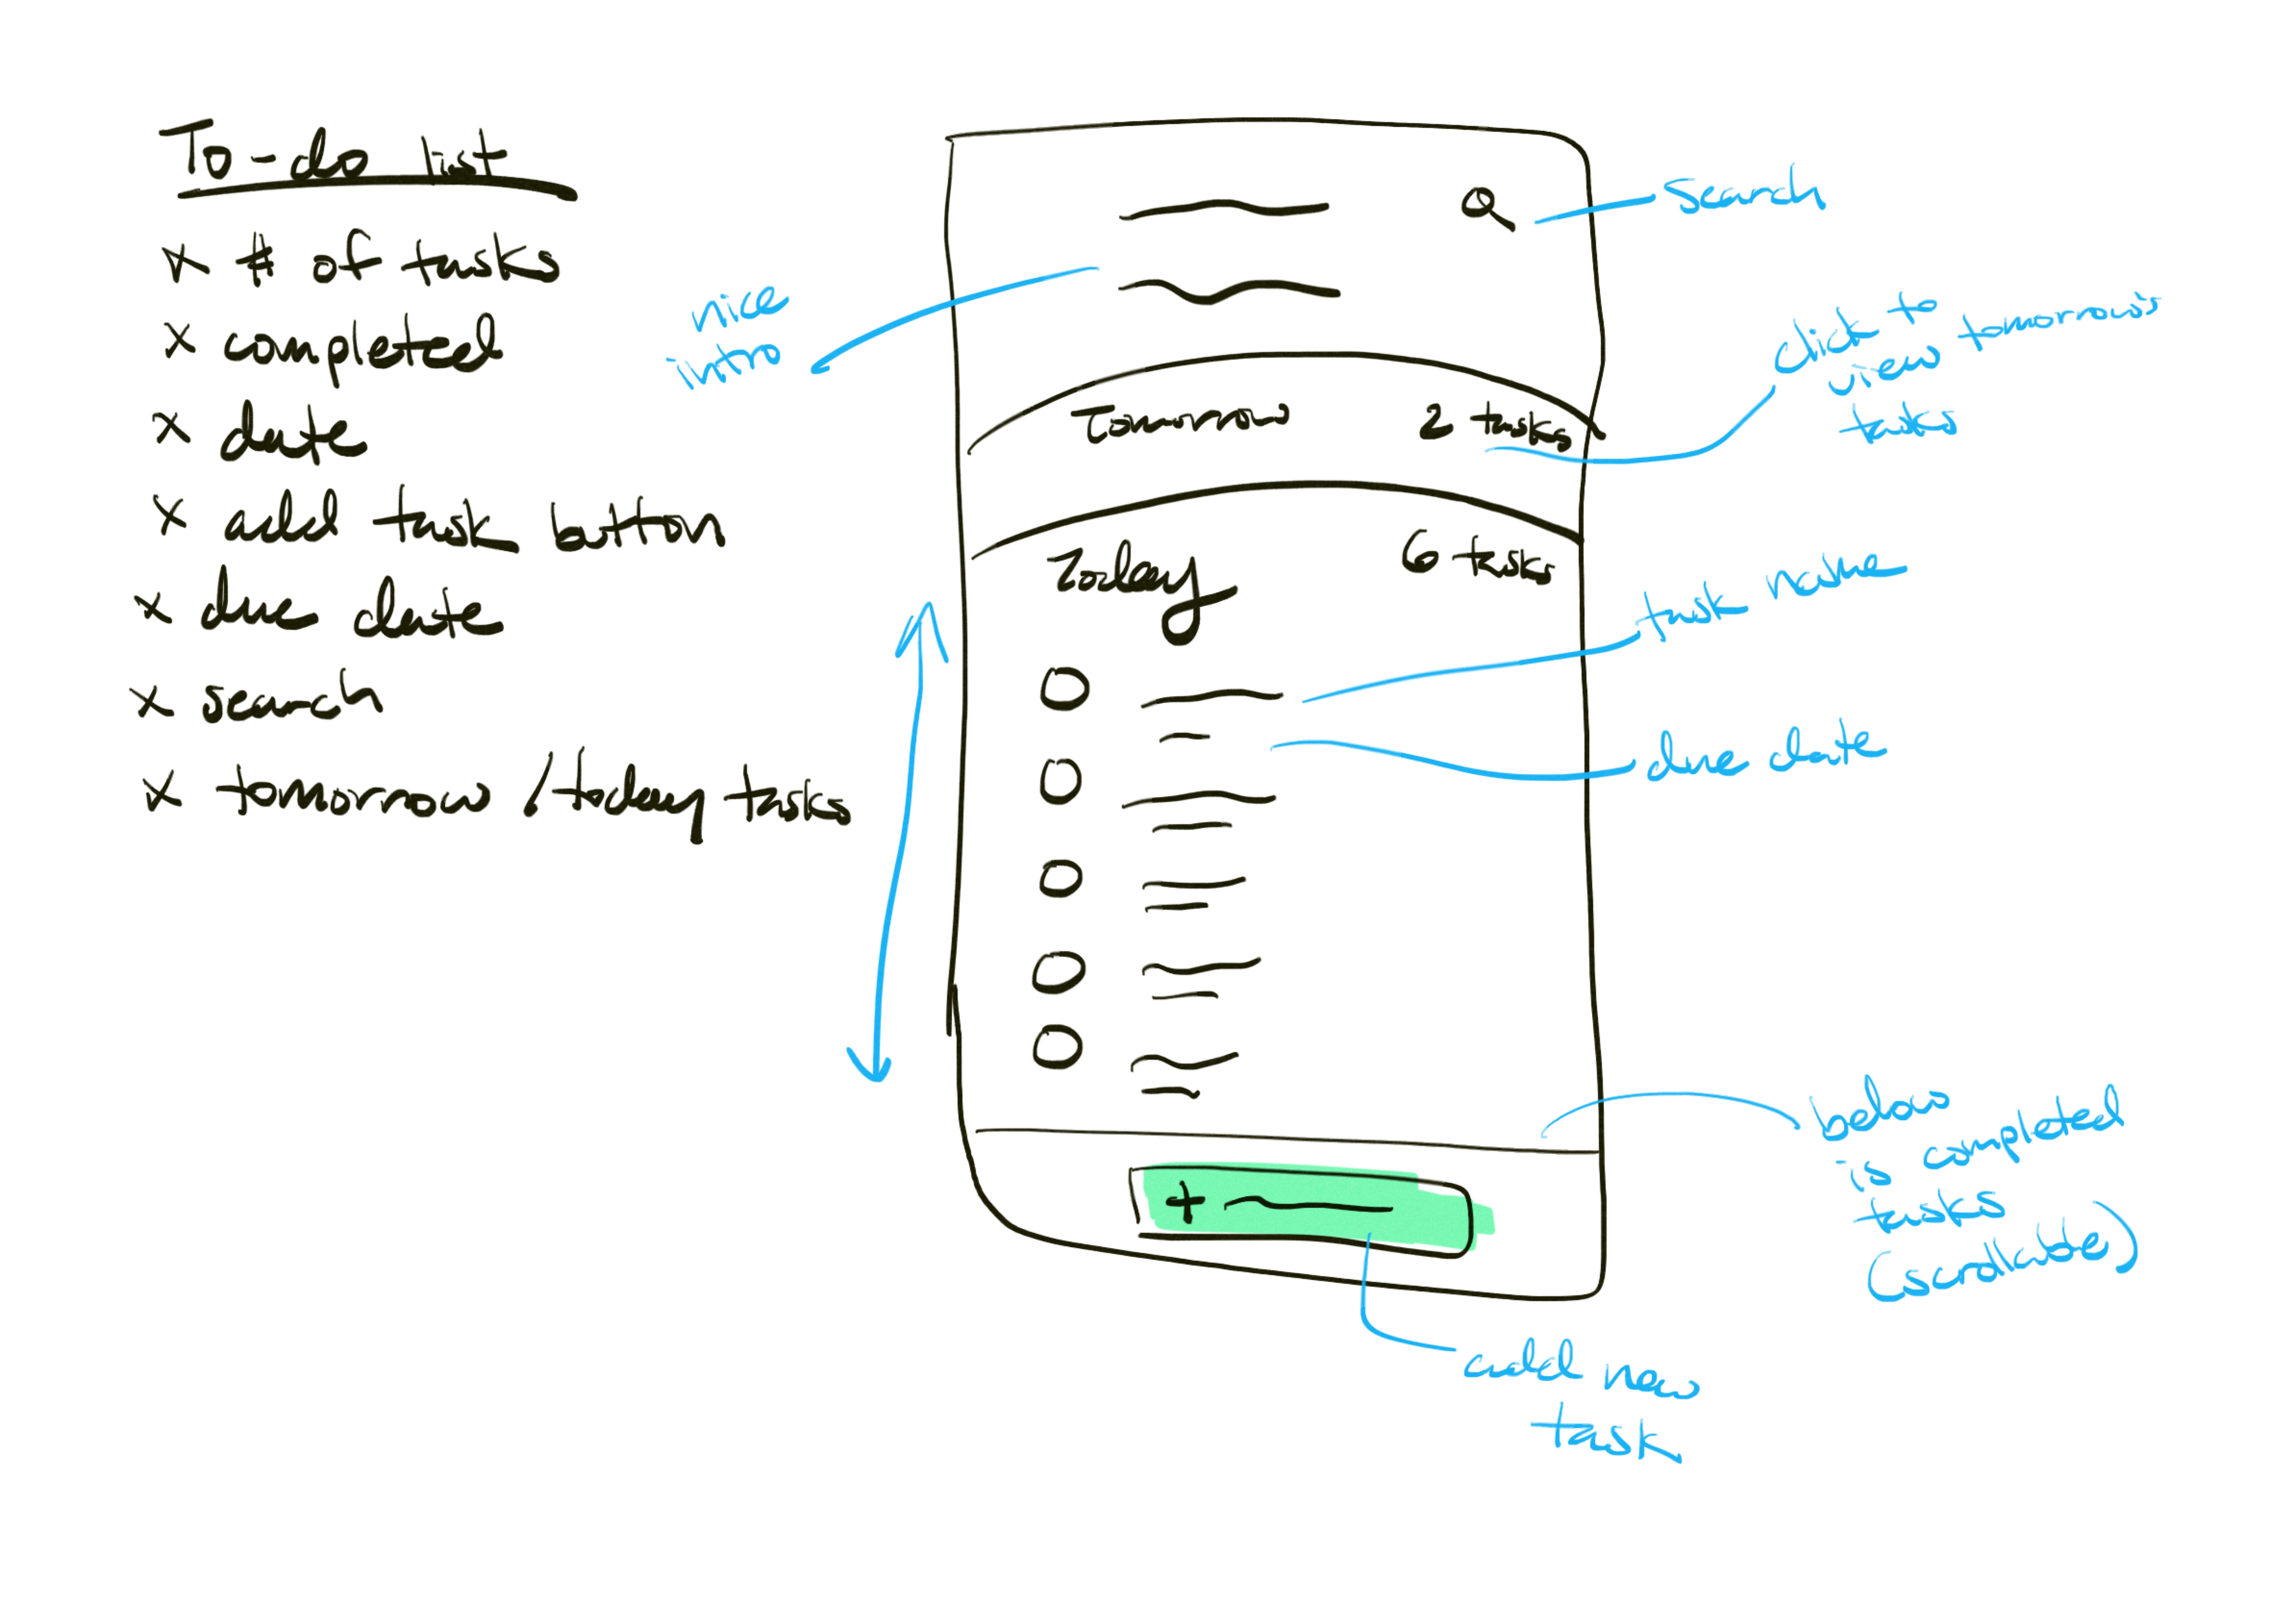 To-do list
x # of tasks
x completed
x date
x add task button
x due date
x search
x tomorrow / today tasks
search
nice
intro
click to
view tomorrow's
tasks
Tomorrow 2 tasks
Today 6 tasks
task name
due date
below
is completed
tasks
(scrollable)
+
add new
task